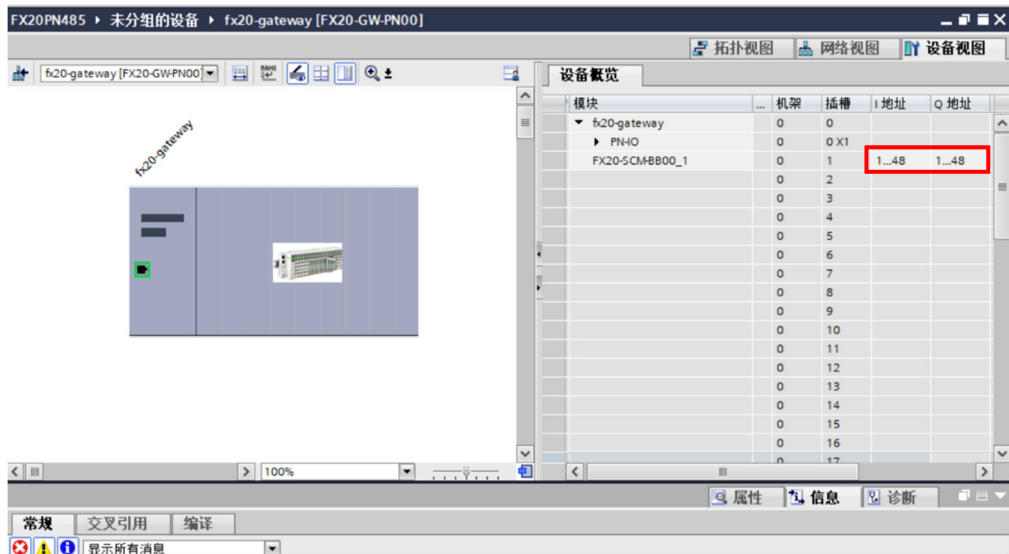 FX20PN485 ▸ 未分组的设备 ▸ fx20-gateway [FX20-GW-PN00]
拓扑视图 网络视图 设备视图
fx20-gateway [FX20-GW-PN00] 设备概览
模块 ... 机架 插槽 I 地址 Q 地址
fx20-gateway 0 0
PN-IO 0 0 X1
FX20-SCM-BB00_1 0 1 1...48 1...48
0 2
0 3
0 4
0 5
0 6
0 7
0 8
0 9
0 10
0 11
0 12
0 13
0 14
0 15
0 16
0 17
fx20-gateway
100%
属性 信息 诊断
常规 交叉引用 编译
显示所有消息